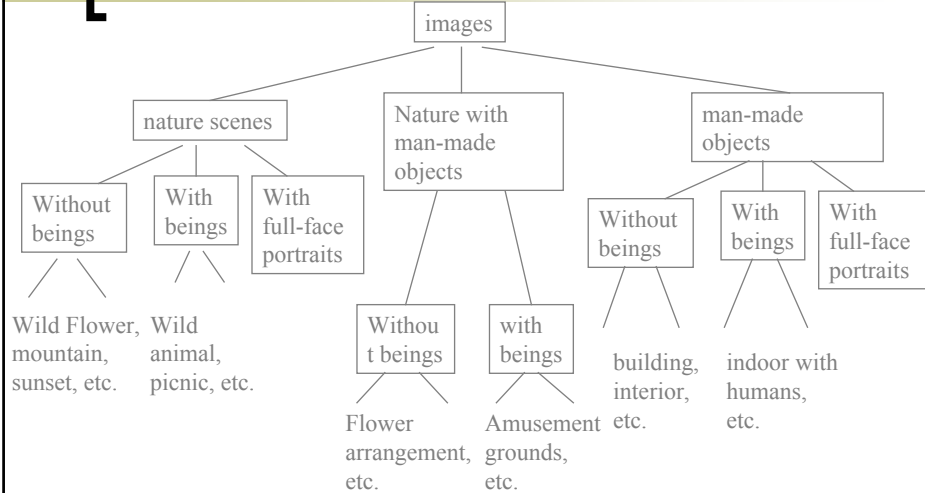 images
nature scenes
Nature with
man-made
objects
man-made
objects
Without
beings
With
beings
With
full-face
portraits
Withou
t beings
with
beings
Without
beings
With
beings
With
full-face
portraits
Wild Flower,
mountain,
sunset, etc.
Wild
animal,
picnic, etc.
Flower
arrangement,
etc.
Amusement
grounds,
etc.
building,
interior,
etc.
indoor with
humans,
etc.